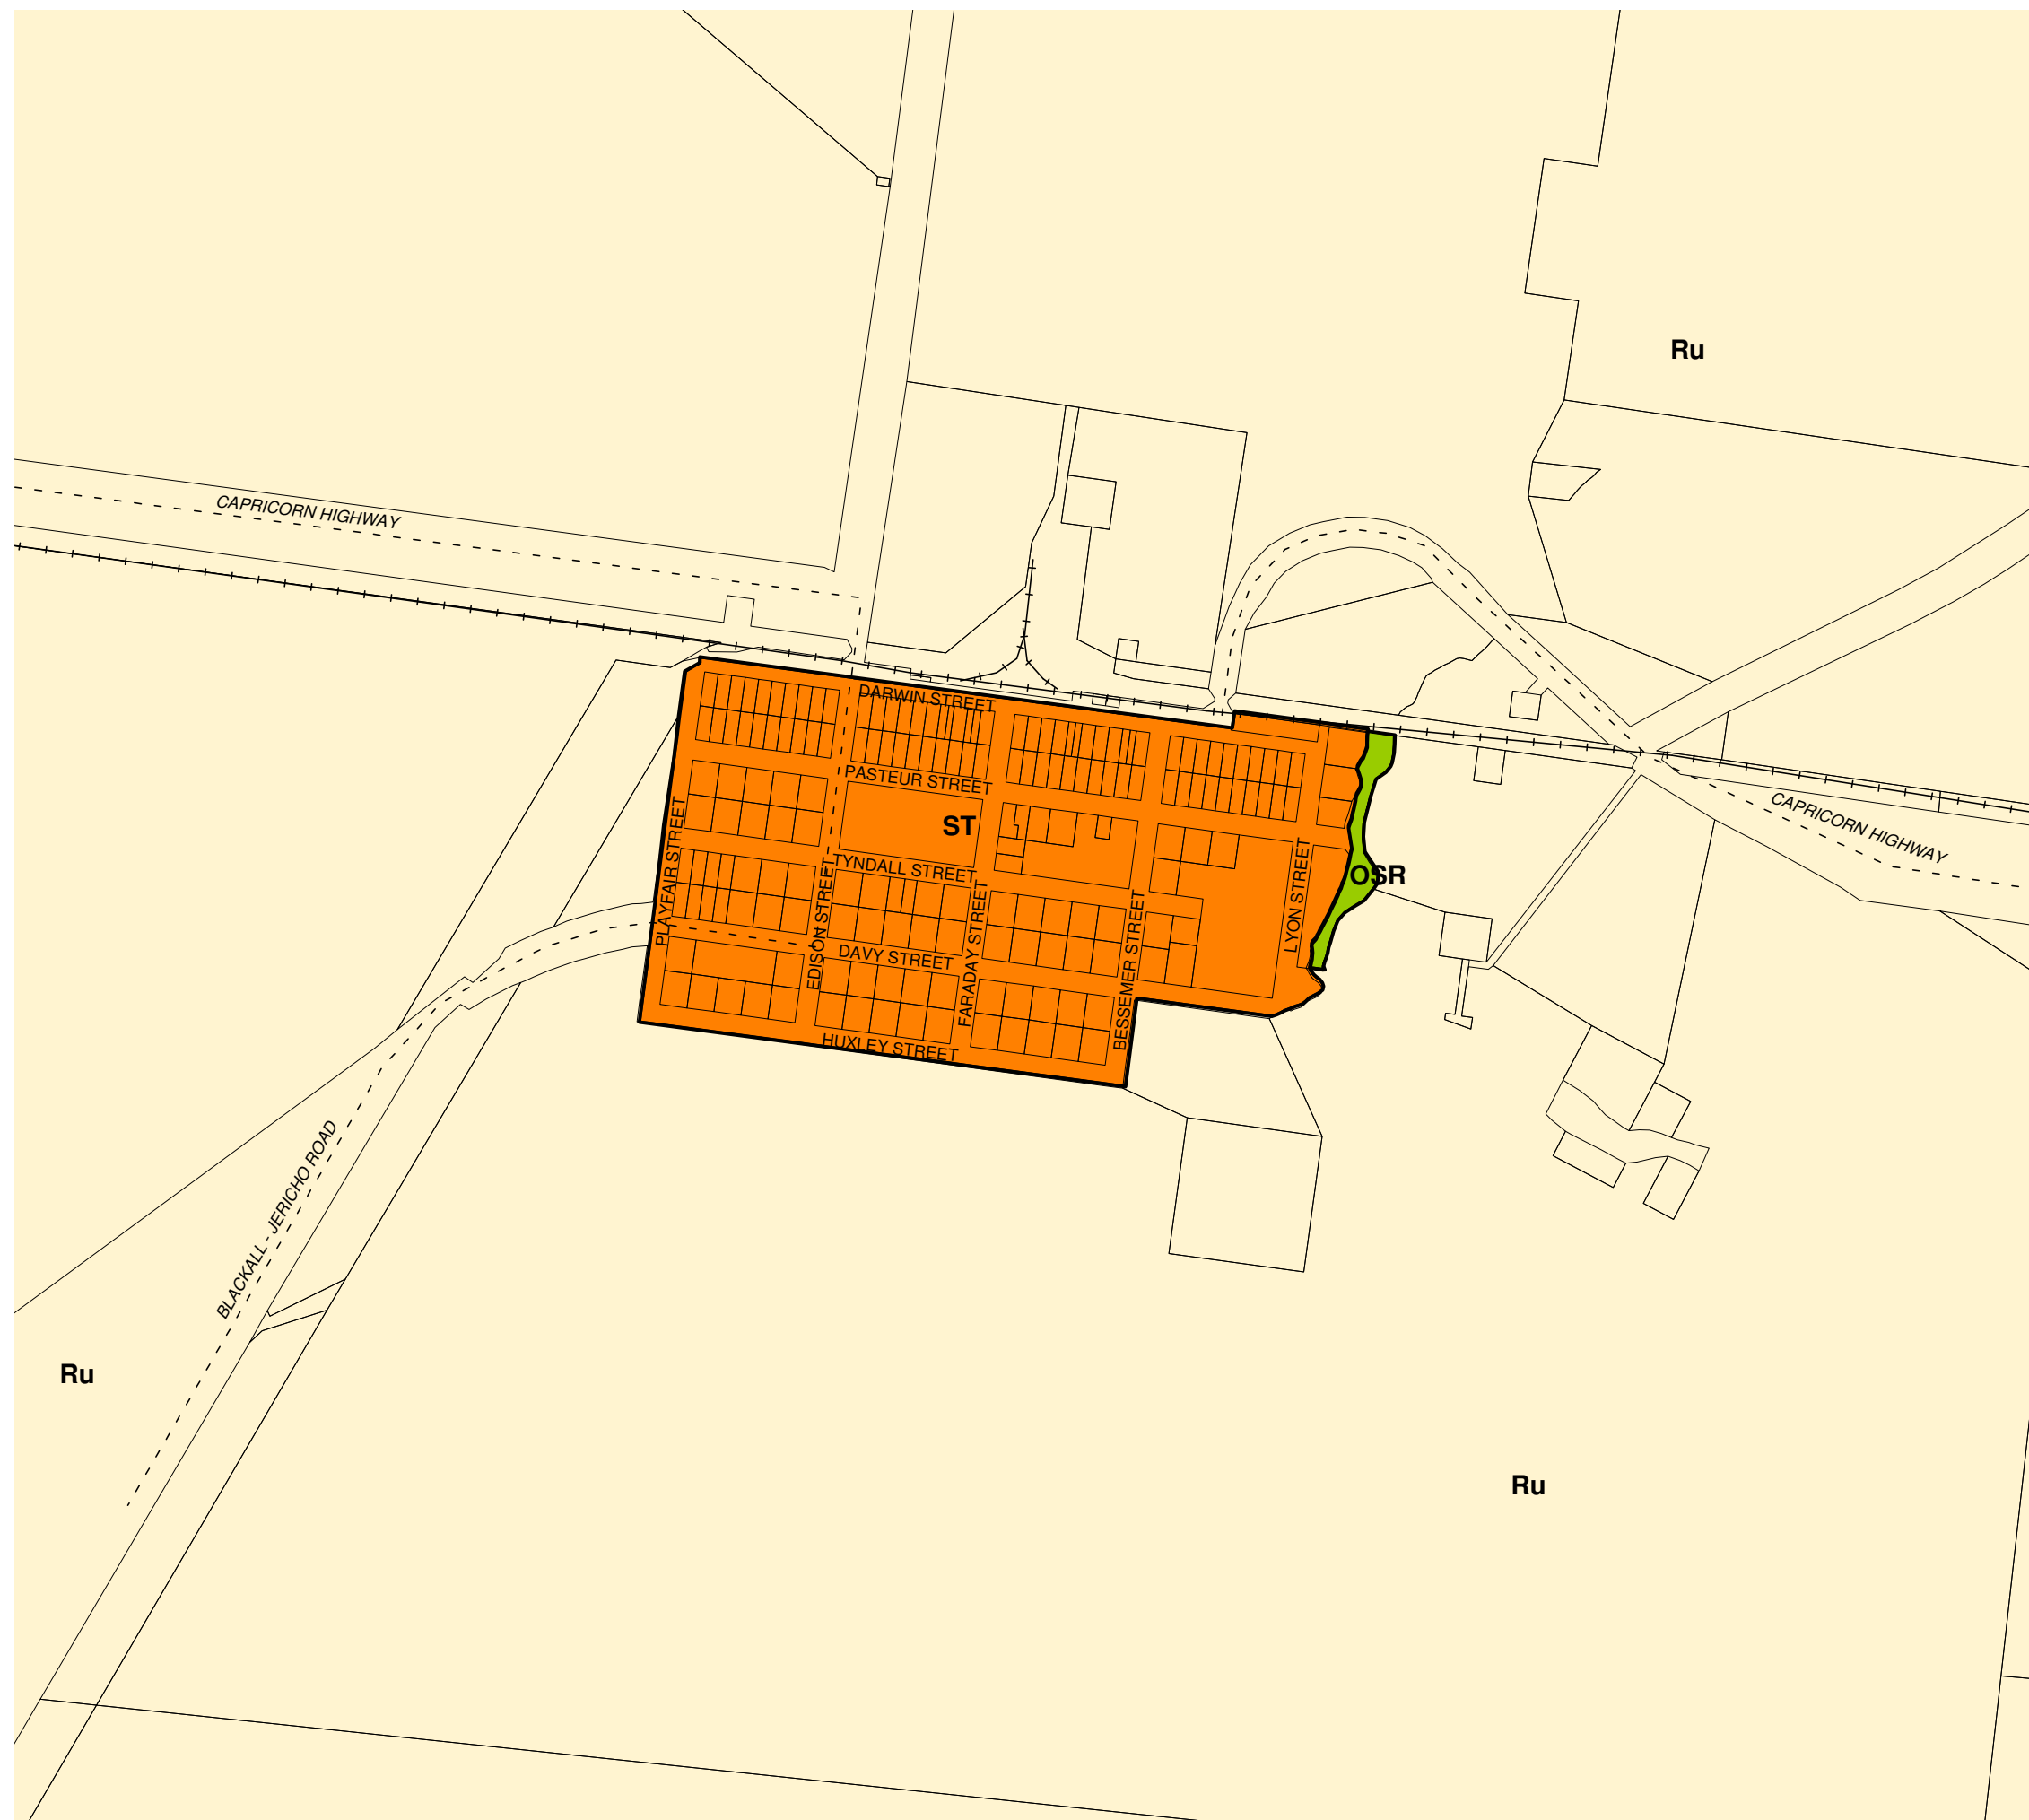 Ru
CAPRICORN HIGHWAY
DARWIN STREET
PASTEUR STREET
CAPRICORN HIGHWAY
ST
PLAYFAIR STREET
TYNDALL STREET
OSR
LYON STREET
EDISON STREET
FARADAY STREET
BESSEMER STREET
DAVY STREET
HUXLEY STREET
BLACKALL - JERICHO ROAD
Ru
Ru